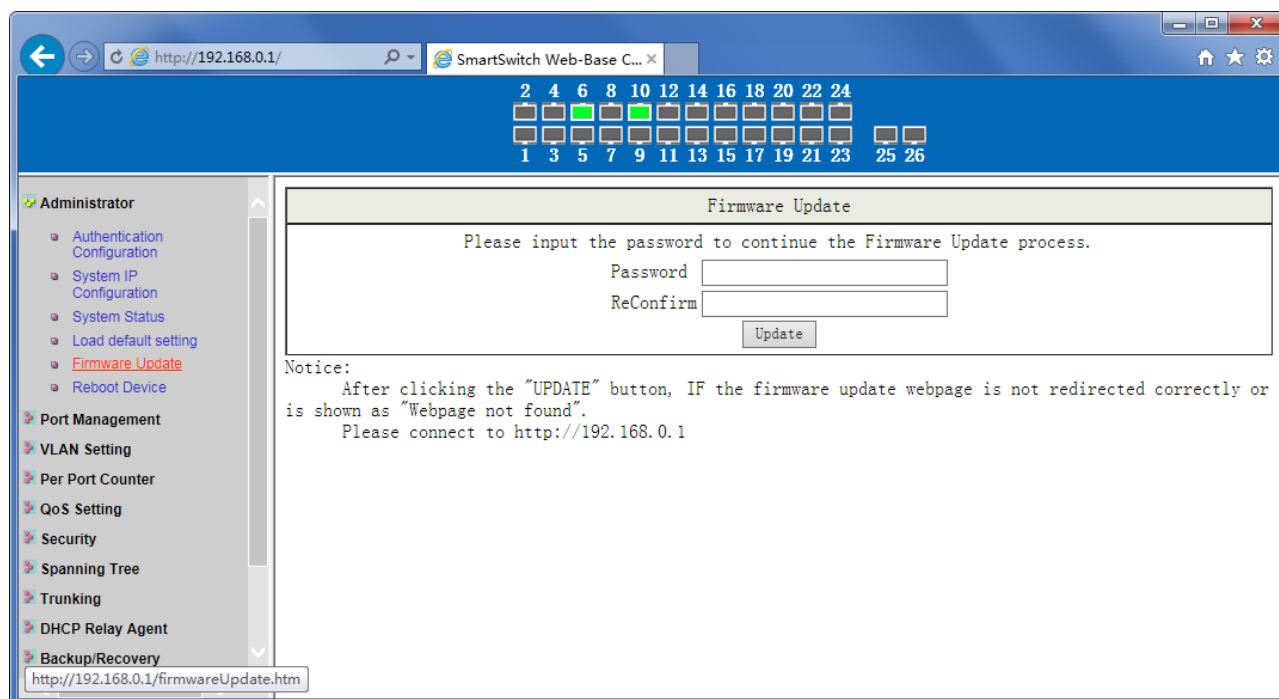 http://192.168.0.1/
SmartSwitch Web-Base C...
2 4 6 8 10 12 14 16 18 20 22 24
1 3 5 7 9 11 13 15 17 19 21 23 25 26
Administrator
Authentication
Configuration
System IP
Configuration
System Status
Load default setting
Firmware Update
Reboot Device
Port Management
VLAN Setting
Per Port Counter
QoS Setting
Security
Spanning Tree
Trunking
DHCP Relay Agent
Backup/Recovery
http://192.168.0.1/firmwareUpdate.htm
Firmware Update
Please input the password to continue the Firmware Update process.
Password
ReConfirm
Update
Notice:
After clicking the "UPDATE" button, IF the firmware update webpage is not redirected correctly or
is shown as "Webpage not found".
Please connect to http://192.168.0.1